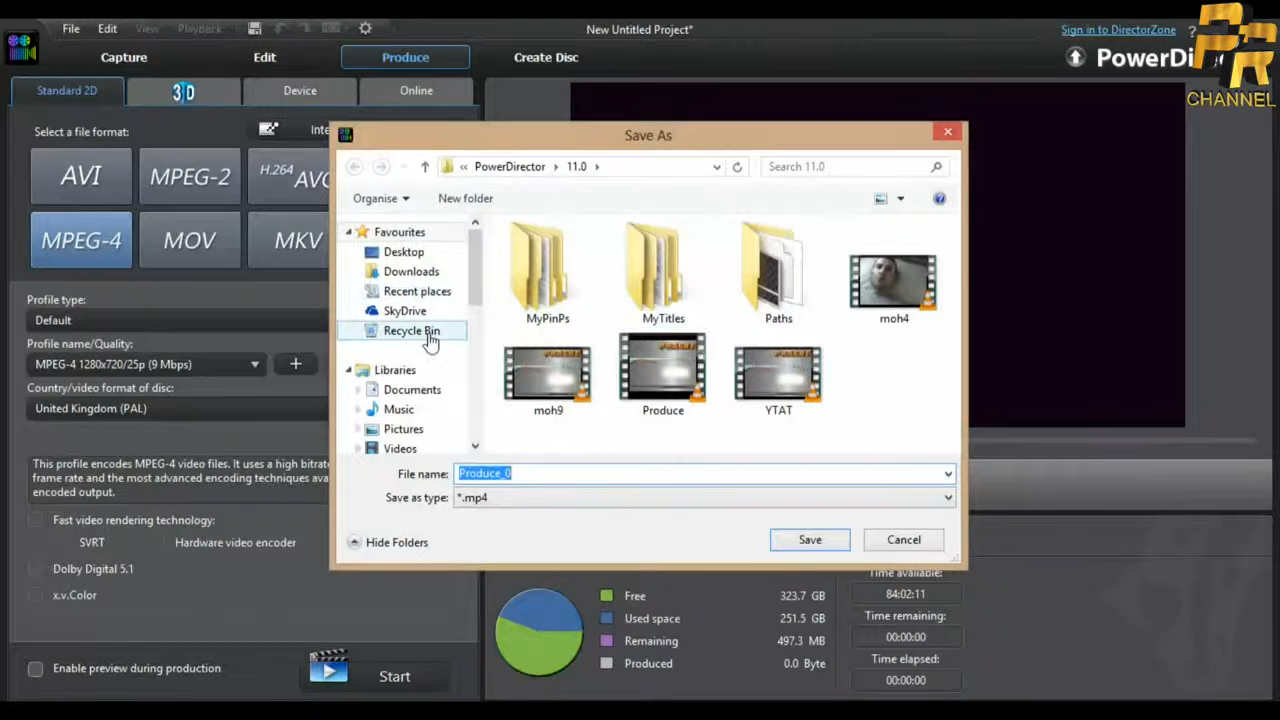 File Edit View Playback
New Untitled Project*
Sign in to DirectorZone ?
Capture Edit Produce Create Disc
PR
CHANNEL
Standard 2D 3D Device Online
Select a file format:
AVI MPEG-2 H.264
MPEG-4 MOV MKV
Profile type:
Default
Profile name/Quality:
MPEG-4 1280x720/25p (9 Mbps)
Country/video format of disc:
United Kingdom (PAL)
This profile encodes MPEG-4 video files. It uses a high
frame rate and the most advanced encoding techniques
encoded output.
Fast video rendering technology:
SVRT Hardware video encoder
Dolby Digital 5.1
x.v.Color
Enable preview during production
Start
Save As
« PowerDirector 11.0
Search 11.0
Organise New folder
Favourites
Desktop
Downloads
Recent places
SkyDrive
Recycle Bin
Libraries
Documents
Music
Pictures
Videos
MyPinPs MyTitles Paths moh4
moh9 Produce YTAT
File name: Produce_0
Save as type: *.mp4
Hide Folders
Save Cancel
Free 323.7 GB
Used space 251.5 GB
Remaining 497.3 MB
Produced 0.0 Byte
Time available:
84:02:11
Time remaining:
00:00:00
Time elapsed:
00:00:00